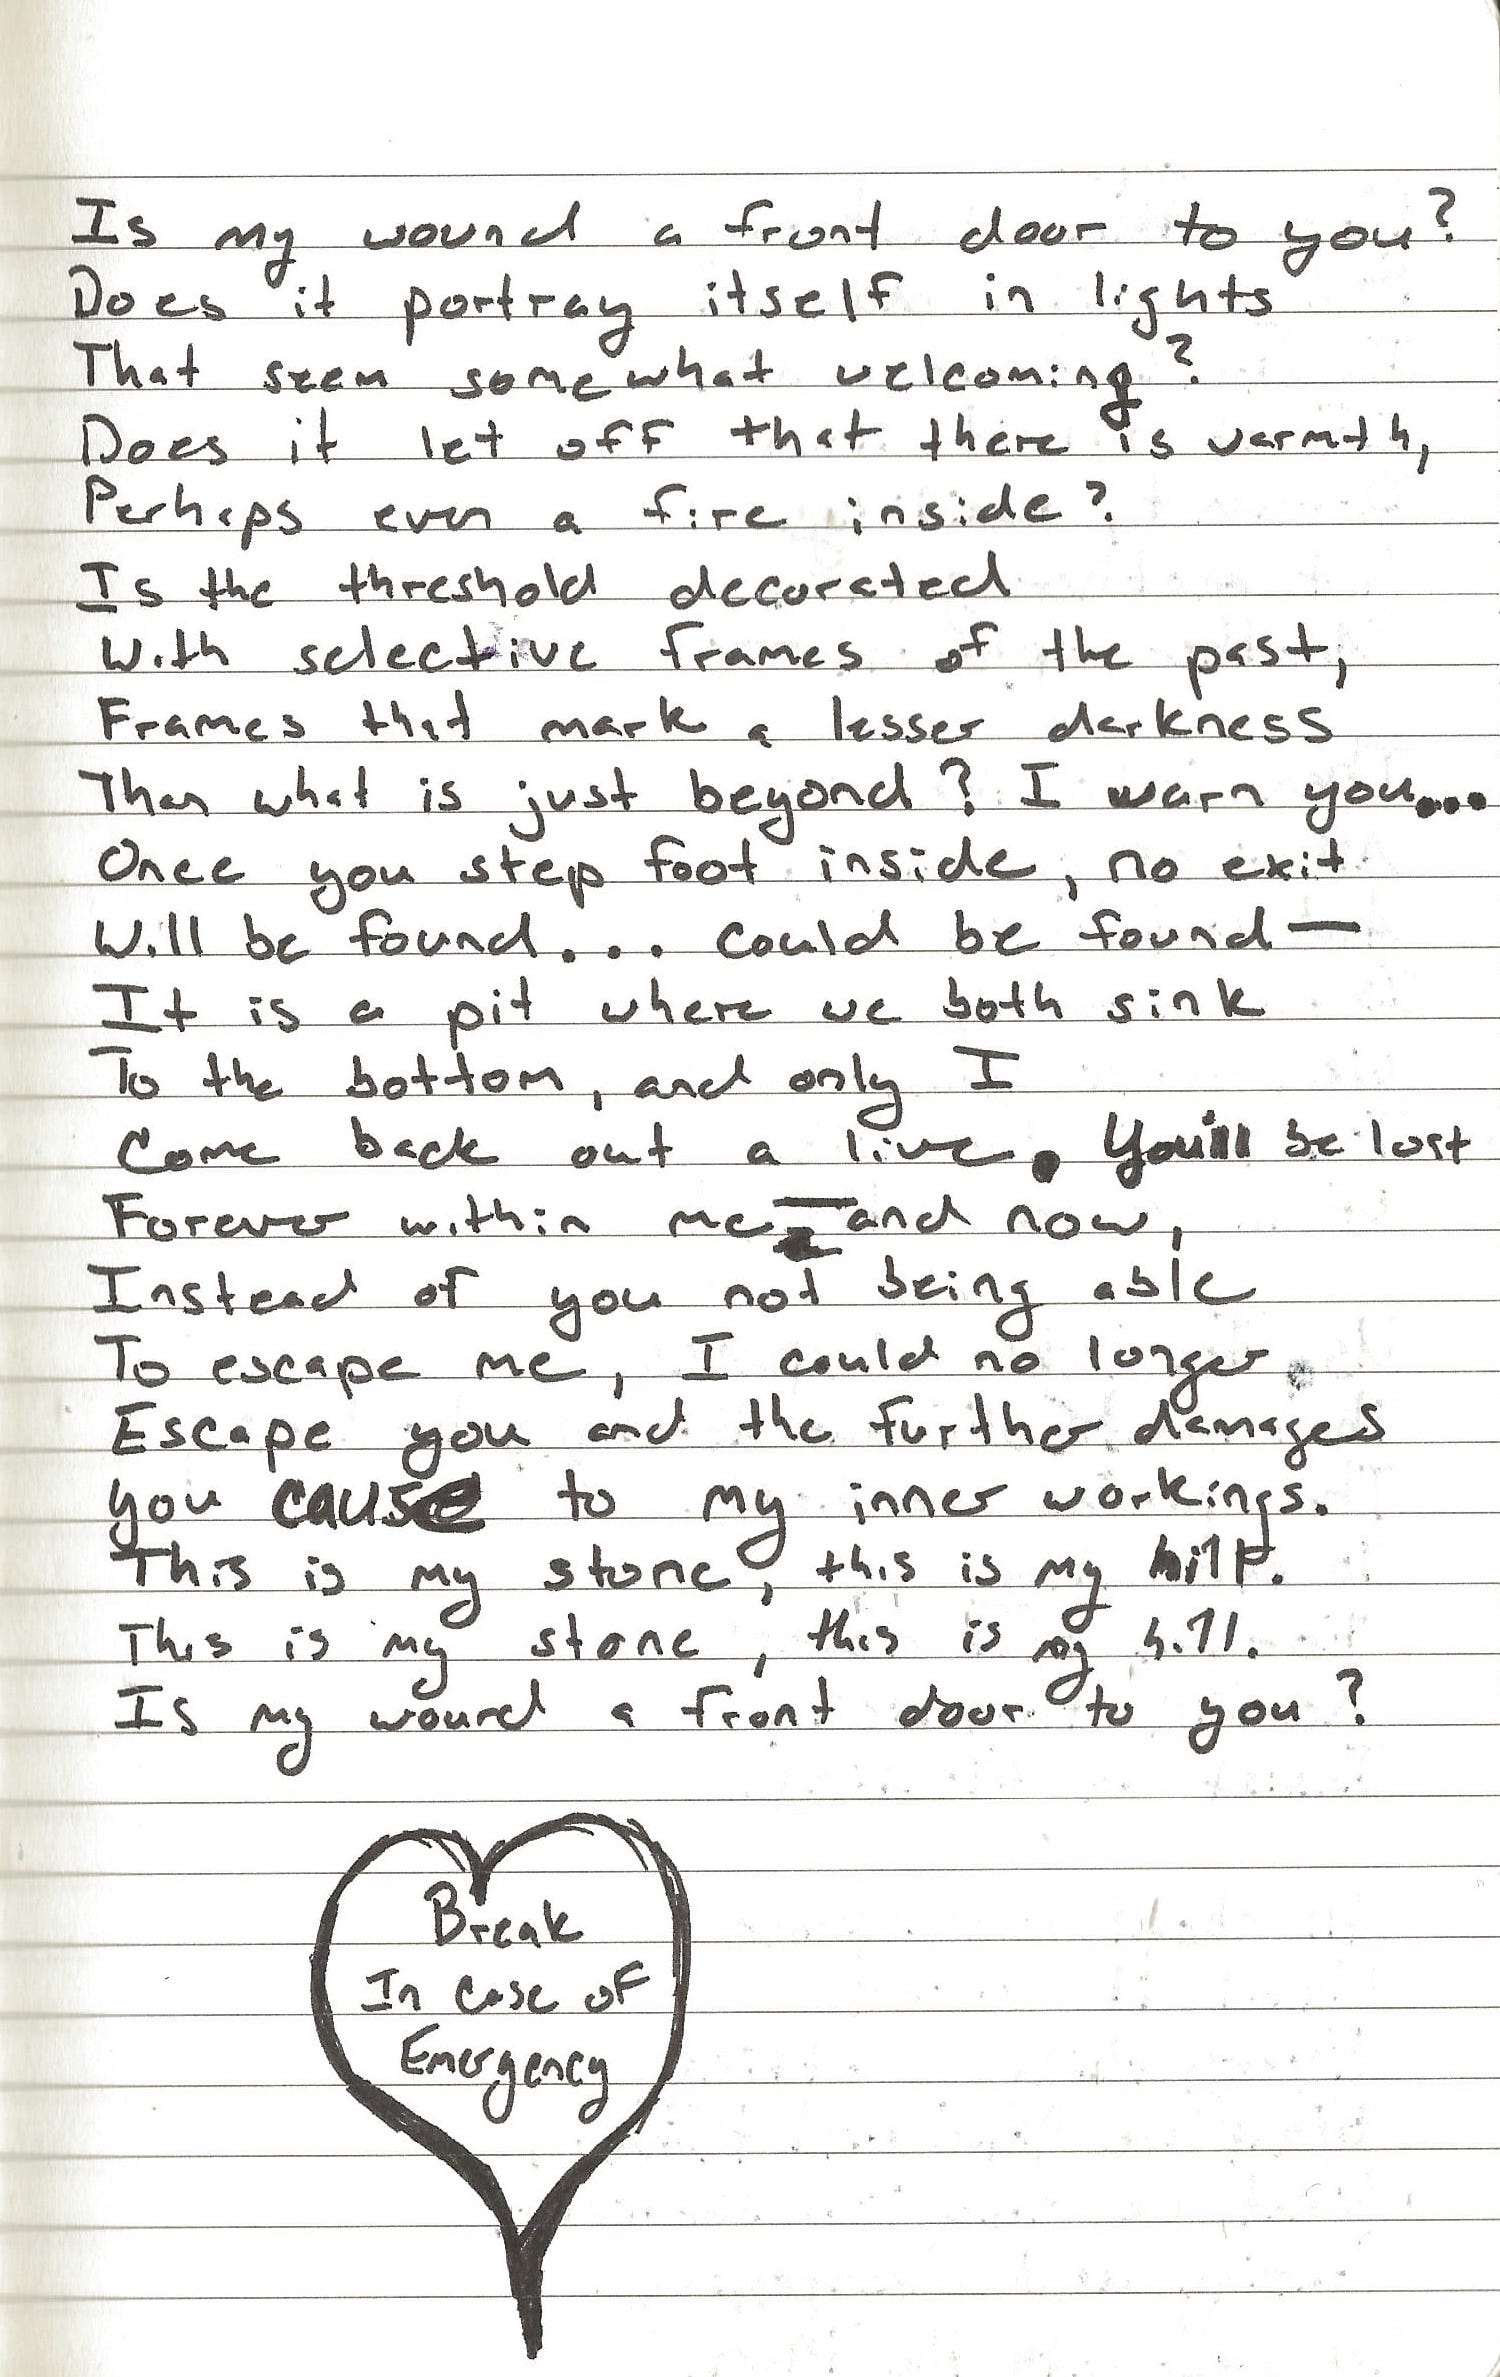 Is my wound a front door to you?
Does it portray itself in lights
That seem somewhat welcoming?
Does it let off that there is warmth,
Perhaps even a fire inside?
Is the threshold decorated
With selective frames of the past,
Frames that mark a lesser darkness
Than what is just beyond? I warn you...
Once you step foot inside, no exit
Will be found... could be found—
It is a pit where we both sink
To the bottom, and only I
Come back out a live. You'll be lost
Forever within me—and now,
Instead of you not being able
To escape me, I could no longer
Escape you and the further damages
you cause to my inner workings.
This is my stone, this is my hilt.
This is my stone, this is my hill.
Is my wound a front door to you?
Break
In Case of
Emergency